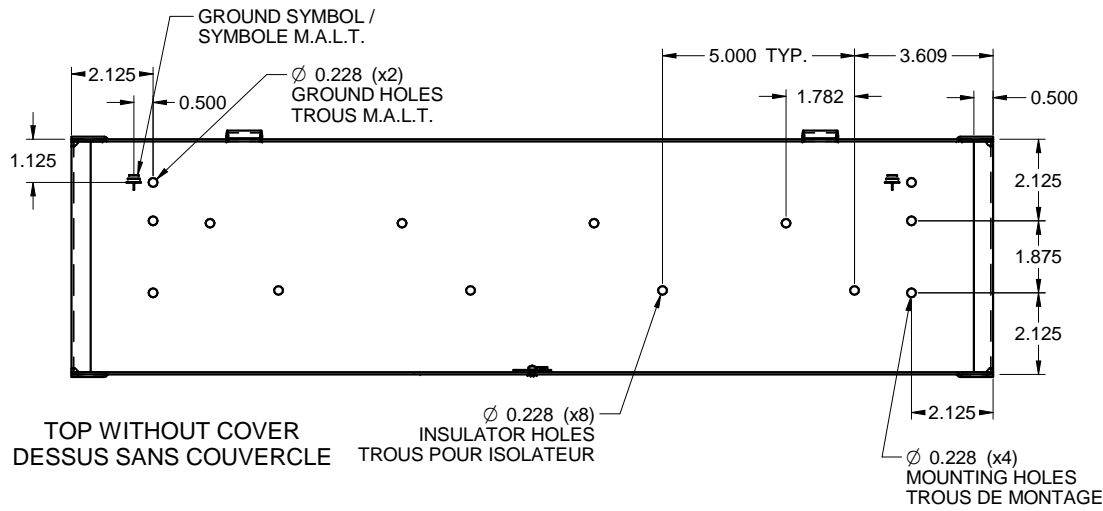 GROUND SYMBOL /
SYMBOLE M.A.L.T.
2.125
Ø 0.228 (x2)
GROUND HOLES
TROUS M.A.L.T.
0.500
5.000 TYP.
3.609
1.782
0.500
1.125
2.125
1.875
2.125
2.125
TOP WITHOUT COVER
DESSUS SANS COUVERCLE
Ø 0.228 (x8)
INSULATOR HOLES
TROUS POUR ISOLATEUR
Ø 0.228 (x4)
MOUNTING HOLES
TROUS DE MONTAGE